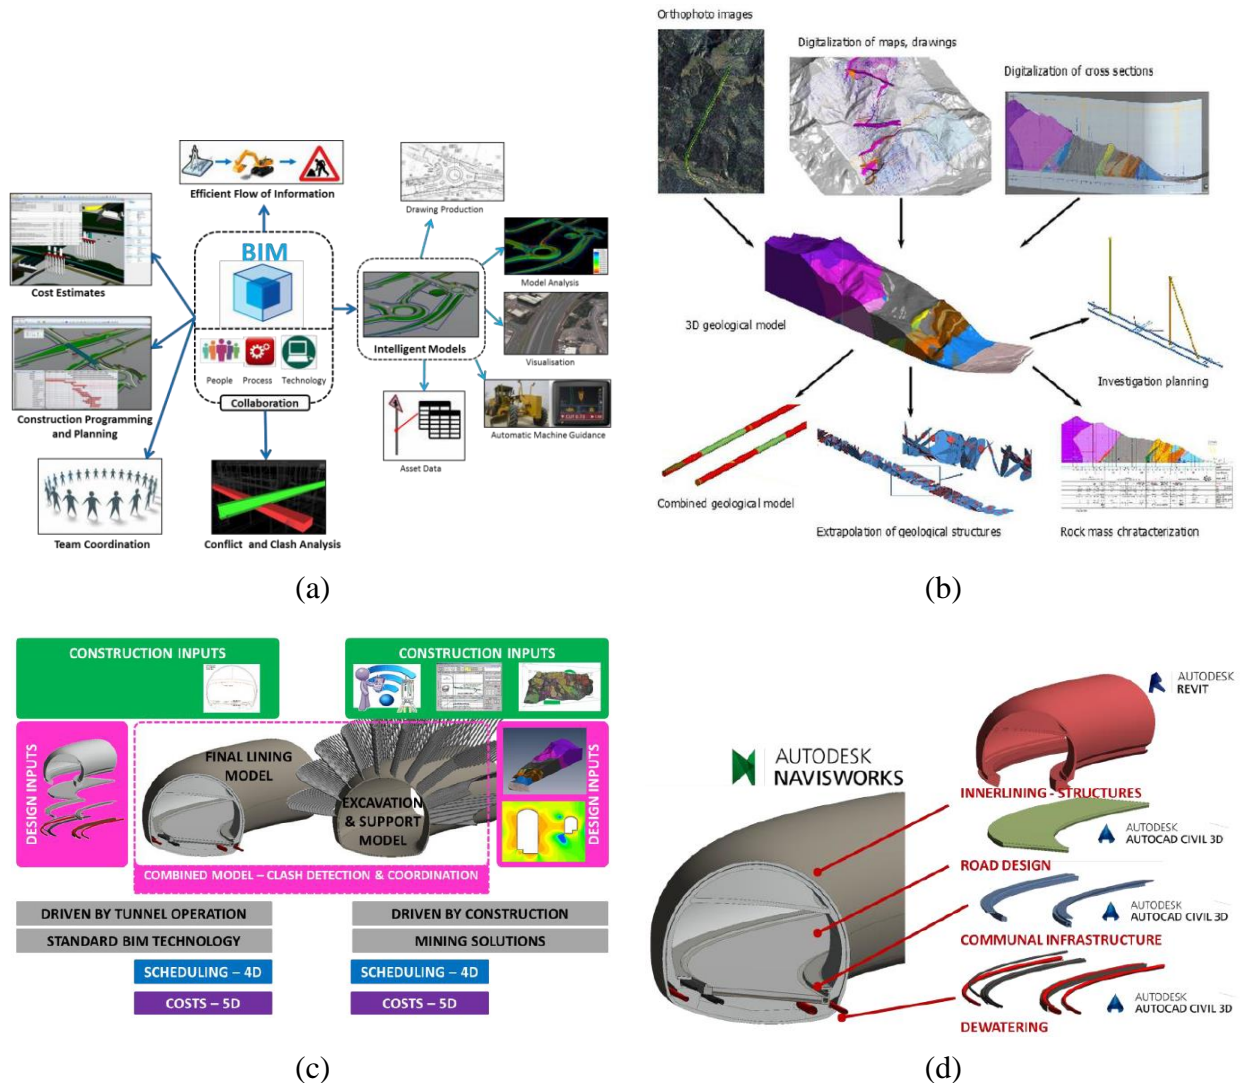 Efficient Flow of Information
BIM
Cost Estimates
People
Process
Technology
Collaboration
Construction Programming
and Planning
Team Coordination
Conflict and Clash Analysis
Intelligent Models
Drawing Production
Model Analysis
Visualisation
Automatic Machine Guidance
Asset Data
(a)
Orthophoto images
Digitalization of maps, drawings
Digitalization of cross sections
3D geological model
Investigation planning
Combined geological model
Extrapolation of geological structures
Rock mass chratacterization
(b)
CONSTRUCTION INPUTS
CONSTRUCTION INPUTS
DESIGN INPUTS
FINAL LINING
MODEL
EXCAVATION
& SUPPORT
MODEL
DESIGN INPUTS
COMBINED MODEL – CLASH DETECTION & COORDINATION
DRIVEN BY TUNNEL OPERATION
DRIVEN BY CONSTRUCTION
STANDARD BIM TECHNOLOGY
MINING SOLUTIONS
SCHEDULING – 4D
SCHEDULING – 4D
COSTS – 5D
COSTS – 5D
(c)
AUTODESK
NAVISWORKS
AUTODESK
REVIT
INNERLINING - STRUCTURES
AUTODESK
AUTOCAD CIVIL 3D
ROAD DESIGN
AUTODESK
AUTOCAD CIVIL 3D
COMMUNAL INFRASTRUCTURE
AUTODESK
AUTOCAD CIVIL 3D
DEWATERING
(d)